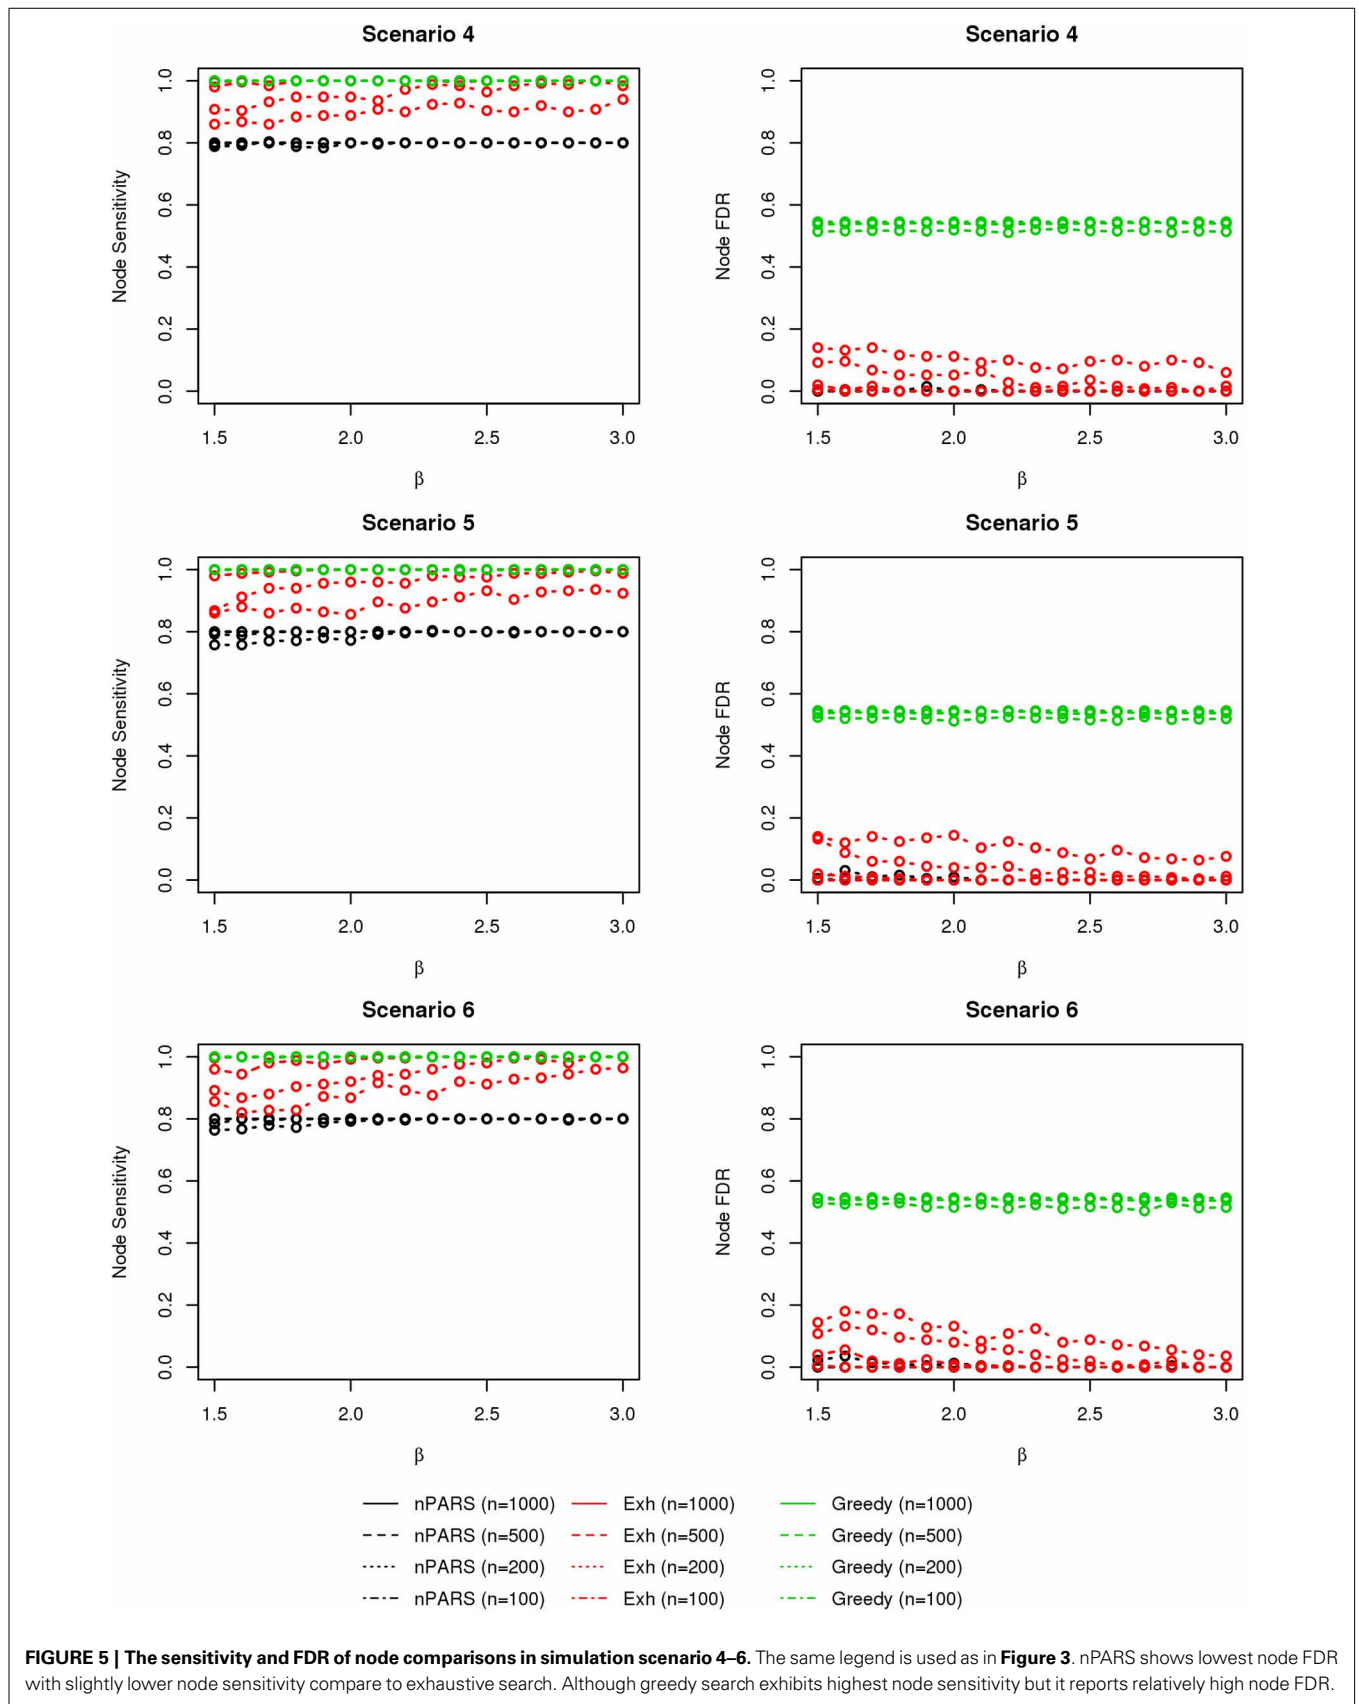 Scenario 4
Scenario 4
Node Sensitivity
1.0
0.8
0.6
0.4
0.2
0.0
1.5 2.0 2.5 3.0
β
Node FDR
1.0
0.8
0.6
0.4
0.2
0.0
1.5 2.0 2.5 3.0
β
Scenario 5
Scenario 5
Node Sensitivity
1.0
0.8
0.6
0.4
0.2
0.0
1.5 2.0 2.5 3.0
β
Node FDR
1.0
0.8
0.6
0.4
0.2
0.0
1.5 2.0 2.5 3.0
β
Scenario 6
Scenario 6
Node Sensitivity
1.0
0.8
0.6
0.4
0.2
0.0
1.5 2.0 2.5 3.0
β
Node FDR
1.0
0.8
0.6
0.4
0.2
0.0
1.5 2.0 2.5 3.0
β
nPARS (n=1000) Exh (n=1000) Greedy (n=1000)
nPARS (n=500) Exh (n=500) Greedy (n=500)
nPARS (n=200) Exh (n=200) Greedy (n=200)
nPARS (n=100) Exh (n=100) Greedy (n=100)
FIGURE 5 | The sensitivity and FDR of node comparisons in simulation scenario 4–6. The same legend is used as in Figure 3. nPARS shows lowest node FDR
with slightly lower node sensitivity compare to exhaustive search. Although greedy search exhibits highest node sensitivity but it reports relatively high node FDR.